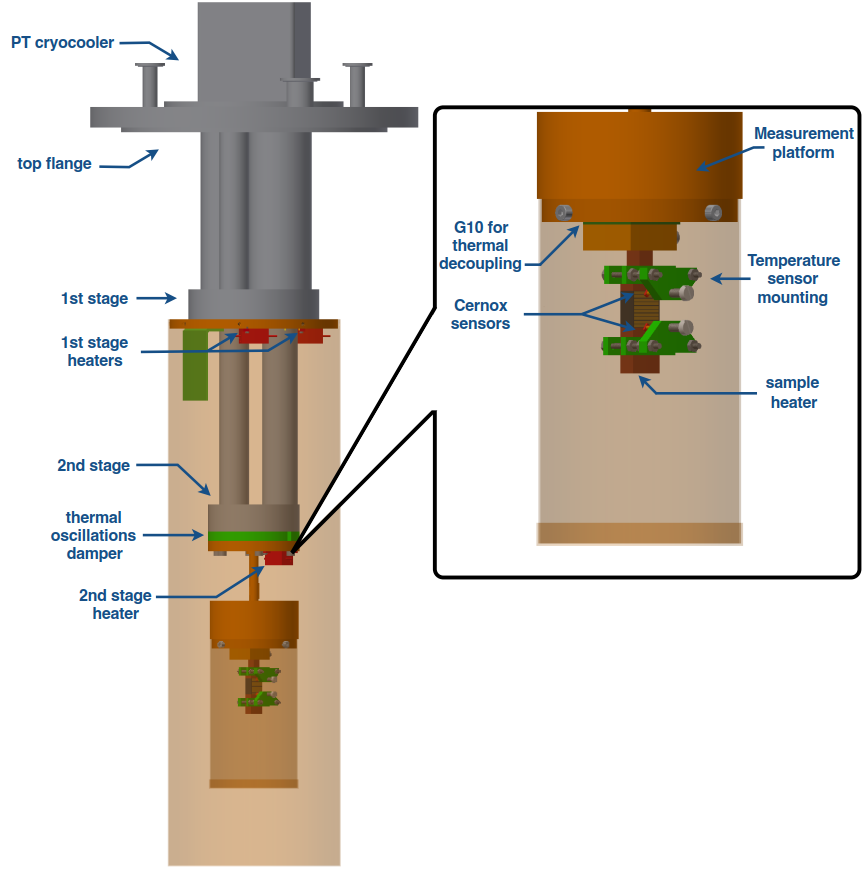 PT cryocooler
top flange
1st stage
1st stage
heaters
2nd stage
thermal
oscillations
damper
2nd stage
heater
Measurement
platform
G10 for
thermal
decoupling
Temperature
sensor
mounting
Cernox
sensors
sample
heater